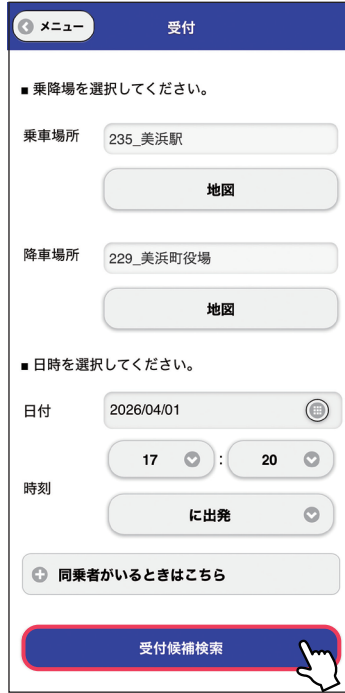 メニュー
受付
■ 乗降場を選択してください。
乗車場所
235_美浜駅
地図
降車場所
229_美浜町役場
地図
■ 日時を選択してください。
日付
2026/04/01
17 : 20
時刻
に出発
同乗者がいるときはこちら
受付候補検索